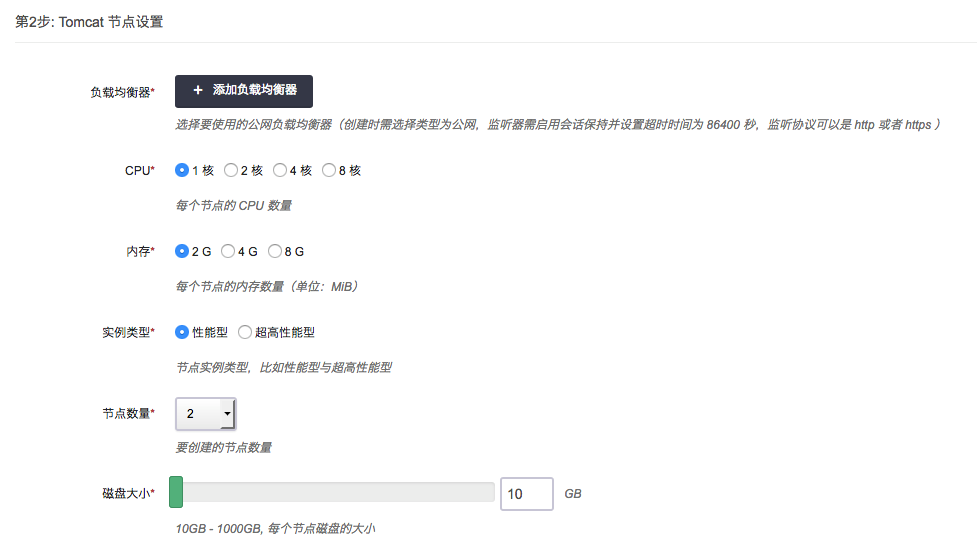 第2步: Tomcat 节点设置
负载均衡器* + 添加负载均衡器
选择要使用的公网负载均衡器（创建时需选择类型为公网，监听器需启用会话保持并设置超时时间为 86400 秒，监听协议可以是 http 或者 https ）
CPU* 1 核 2 核 4 核 8 核
每个节点的 CPU 数量
内存* 2 G 4 G 8 G
每个节点的内存数量（单位：MiB）
实例类型* 性能型 超高性能型
节点实例类型，比如性能型与超高性能型
节点数量* 2
要创建的节点数量
磁盘大小* 10 GB
10GB - 1000GB, 每个节点磁盘的大小